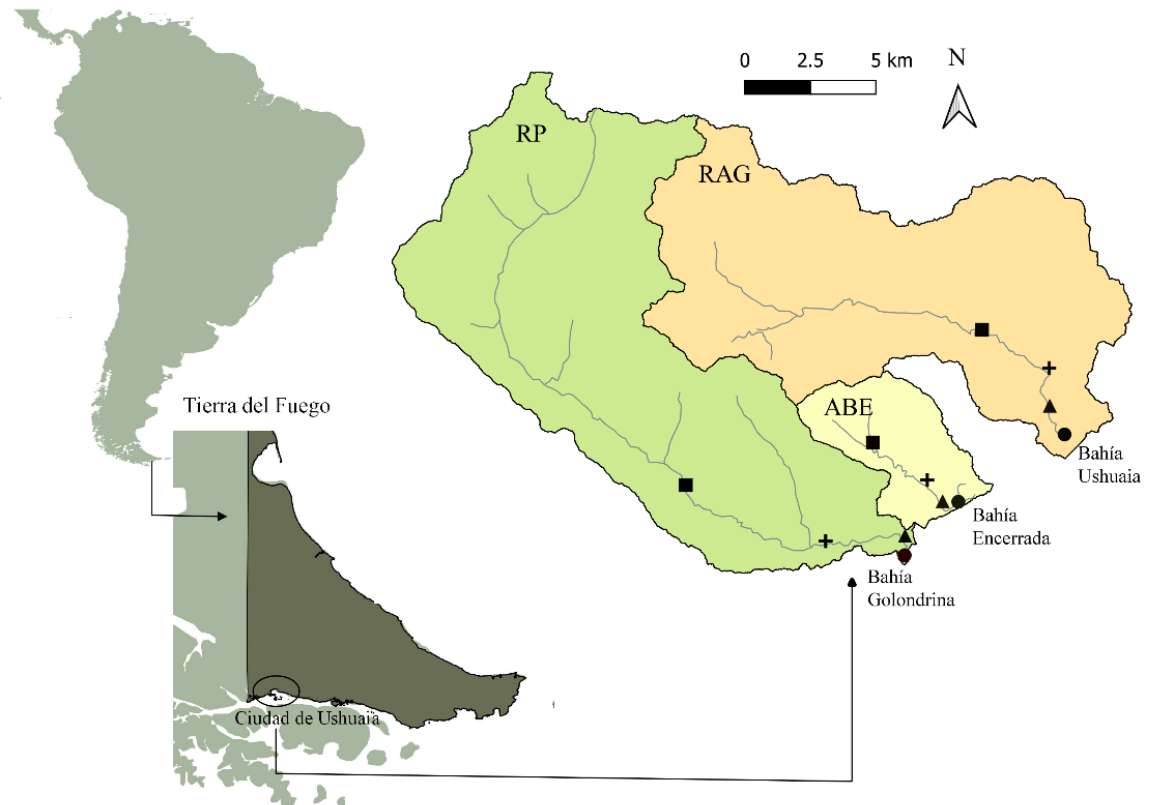 0 2.5 5 km
N
RP
RAG
ABE
Tierra del Fuego
Bahía
Ushuaia
Bahía
Encerrada
Bahía
Golondrina
Ciudad de Ushuaia